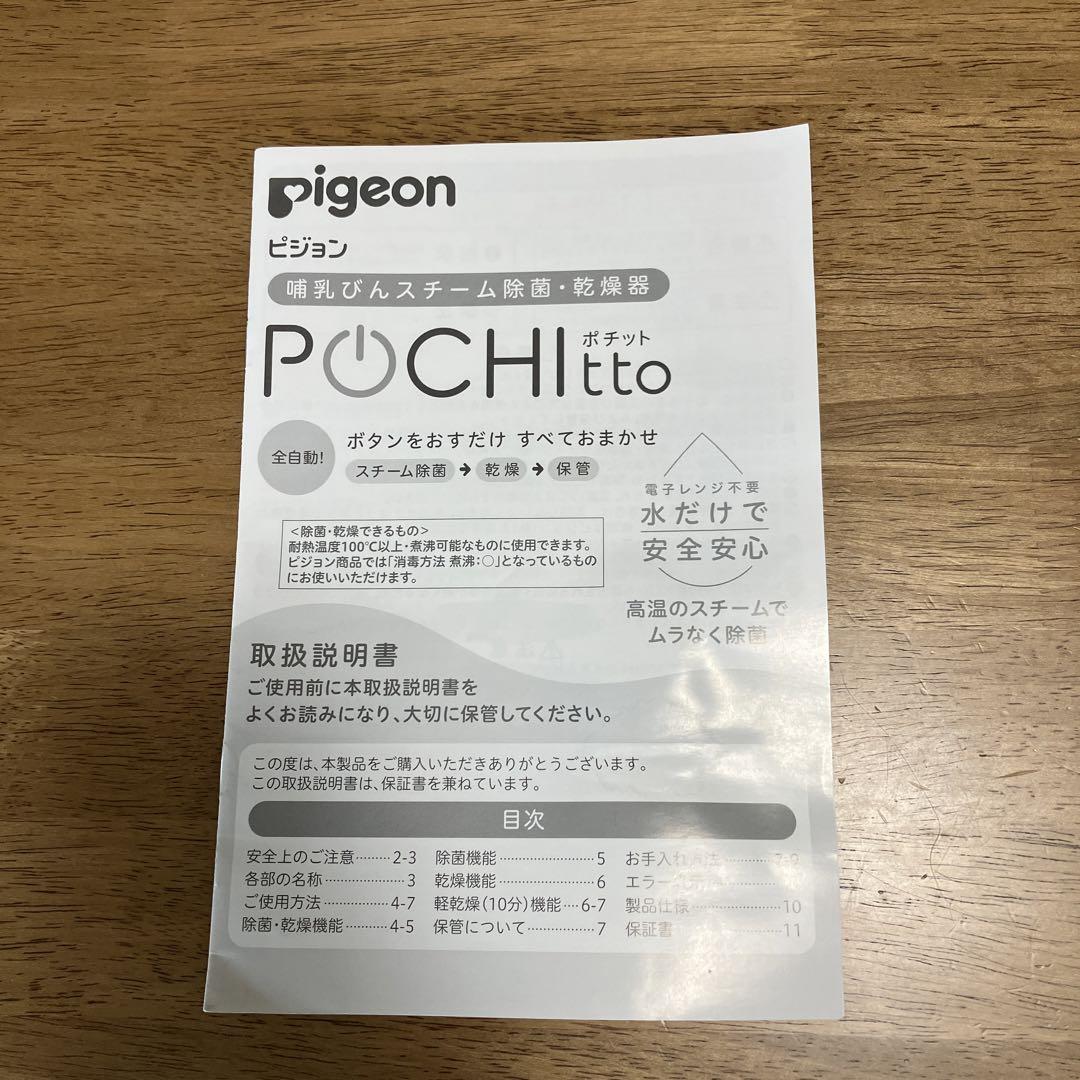 pigeon
ピジョン
哺乳びんスチーム除菌・乾燥器
POCHItto
ポチット
全自動!
ボタンをおすだけ すべておまかせ
スチーム除菌→乾燥→保管
電子レンジ不要
水だけで
安全安心
<除菌・乾燥できるもの>
耐熱温度100℃以上・煮沸可能なものに使用できます。
ピジョン商品では「消毒方法 煮沸:○」となっているもの
にお使いいただけます。
高温のスチームで
ムラなく除菌
取扱説明書
ご使用前に本取扱説明書を
よくお読みになり、大切に保管してください。
この度は、本製品をご購入いただきありがとうございます。
この取扱説明書は、保証書を兼ねています。
目次
安全上のご注意………2-3
各部の名称……………3
ご使用方法……………4-7
除菌・乾燥機能………4-5
除菌機能………………5
乾燥機能………………6
軽乾燥(10分)機能…6-7
保管について…………7
お手入れ方法
エラー
製品仕様………………10
保証書…………………11